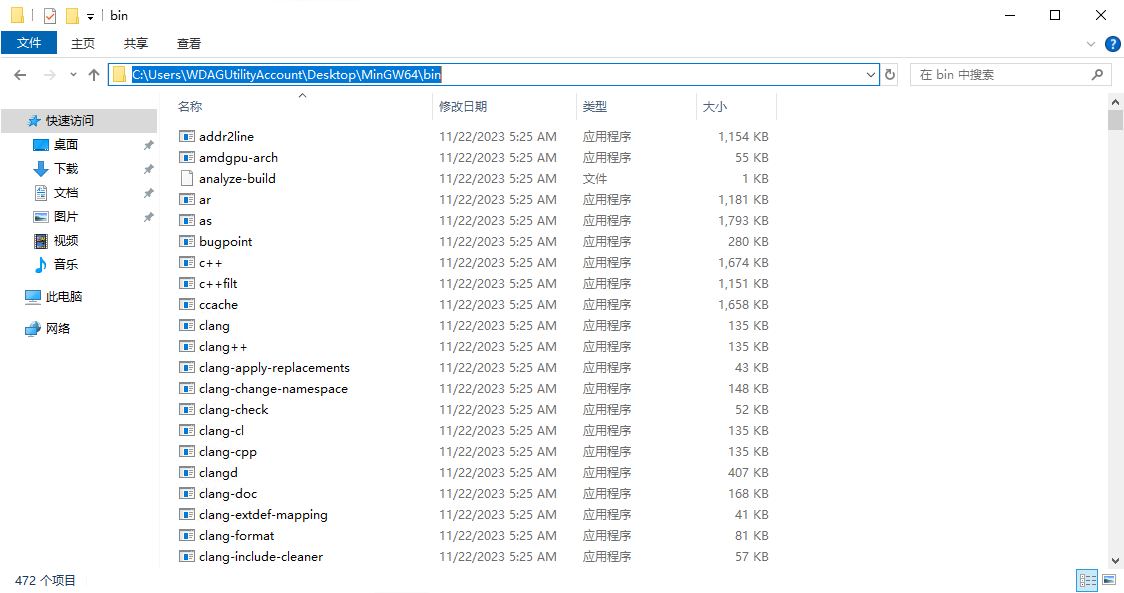 bin
文件 主页 共享 查看
C:\Users\WDAGUtilityAccount\Desktop\MinGW64\bin 在 bin 中搜索
名称 修改日期 类型 大小
快速访问
桌面
下载
文档
图片
视频
音乐
此电脑
网络
addr2line 11/22/2023 5:25 AM 应用程序 1,154 KB
amdgpu-arch 11/22/2023 5:25 AM 应用程序 55 KB
analyze-build 11/22/2023 5:25 AM 文件 1 KB
ar 11/22/2023 5:25 AM 应用程序 1,181 KB
as 11/22/2023 5:25 AM 应用程序 1,793 KB
bugpoint 11/22/2023 5:25 AM 应用程序 280 KB
c++ 11/22/2023 5:25 AM 应用程序 1,674 KB
c++filt 11/22/2023 5:25 AM 应用程序 1,151 KB
ccache 11/22/2023 5:25 AM 应用程序 1,658 KB
clang 11/22/2023 5:25 AM 应用程序 135 KB
clang++ 11/22/2023 5:25 AM 应用程序 135 KB
clang-apply-replacements 11/22/2023 5:25 AM 应用程序 43 KB
clang-change-namespace 11/22/2023 5:25 AM 应用程序 148 KB
clang-check 11/22/2023 5:25 AM 应用程序 52 KB
clang-cl 11/22/2023 5:25 AM 应用程序 135 KB
clang-cpp 11/22/2023 5:25 AM 应用程序 135 KB
clangd 11/22/2023 5:25 AM 应用程序 407 KB
clang-doc 11/22/2023 5:25 AM 应用程序 168 KB
clang-extdef-mapping 11/22/2023 5:25 AM 应用程序 41 KB
clang-format 11/22/2023 5:25 AM 应用程序 81 KB
clang-include-cleaner 11/22/2023 5:25 AM 应用程序 57 KB
472 个项目